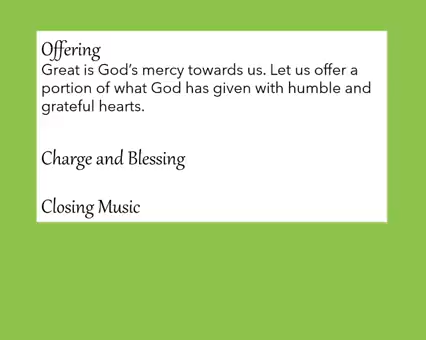 Offering
Great is God's mercy towards us. Let us offer a
portion of what God has given with humble and
grateful hearts.
Charge and Blessing
Closing Music